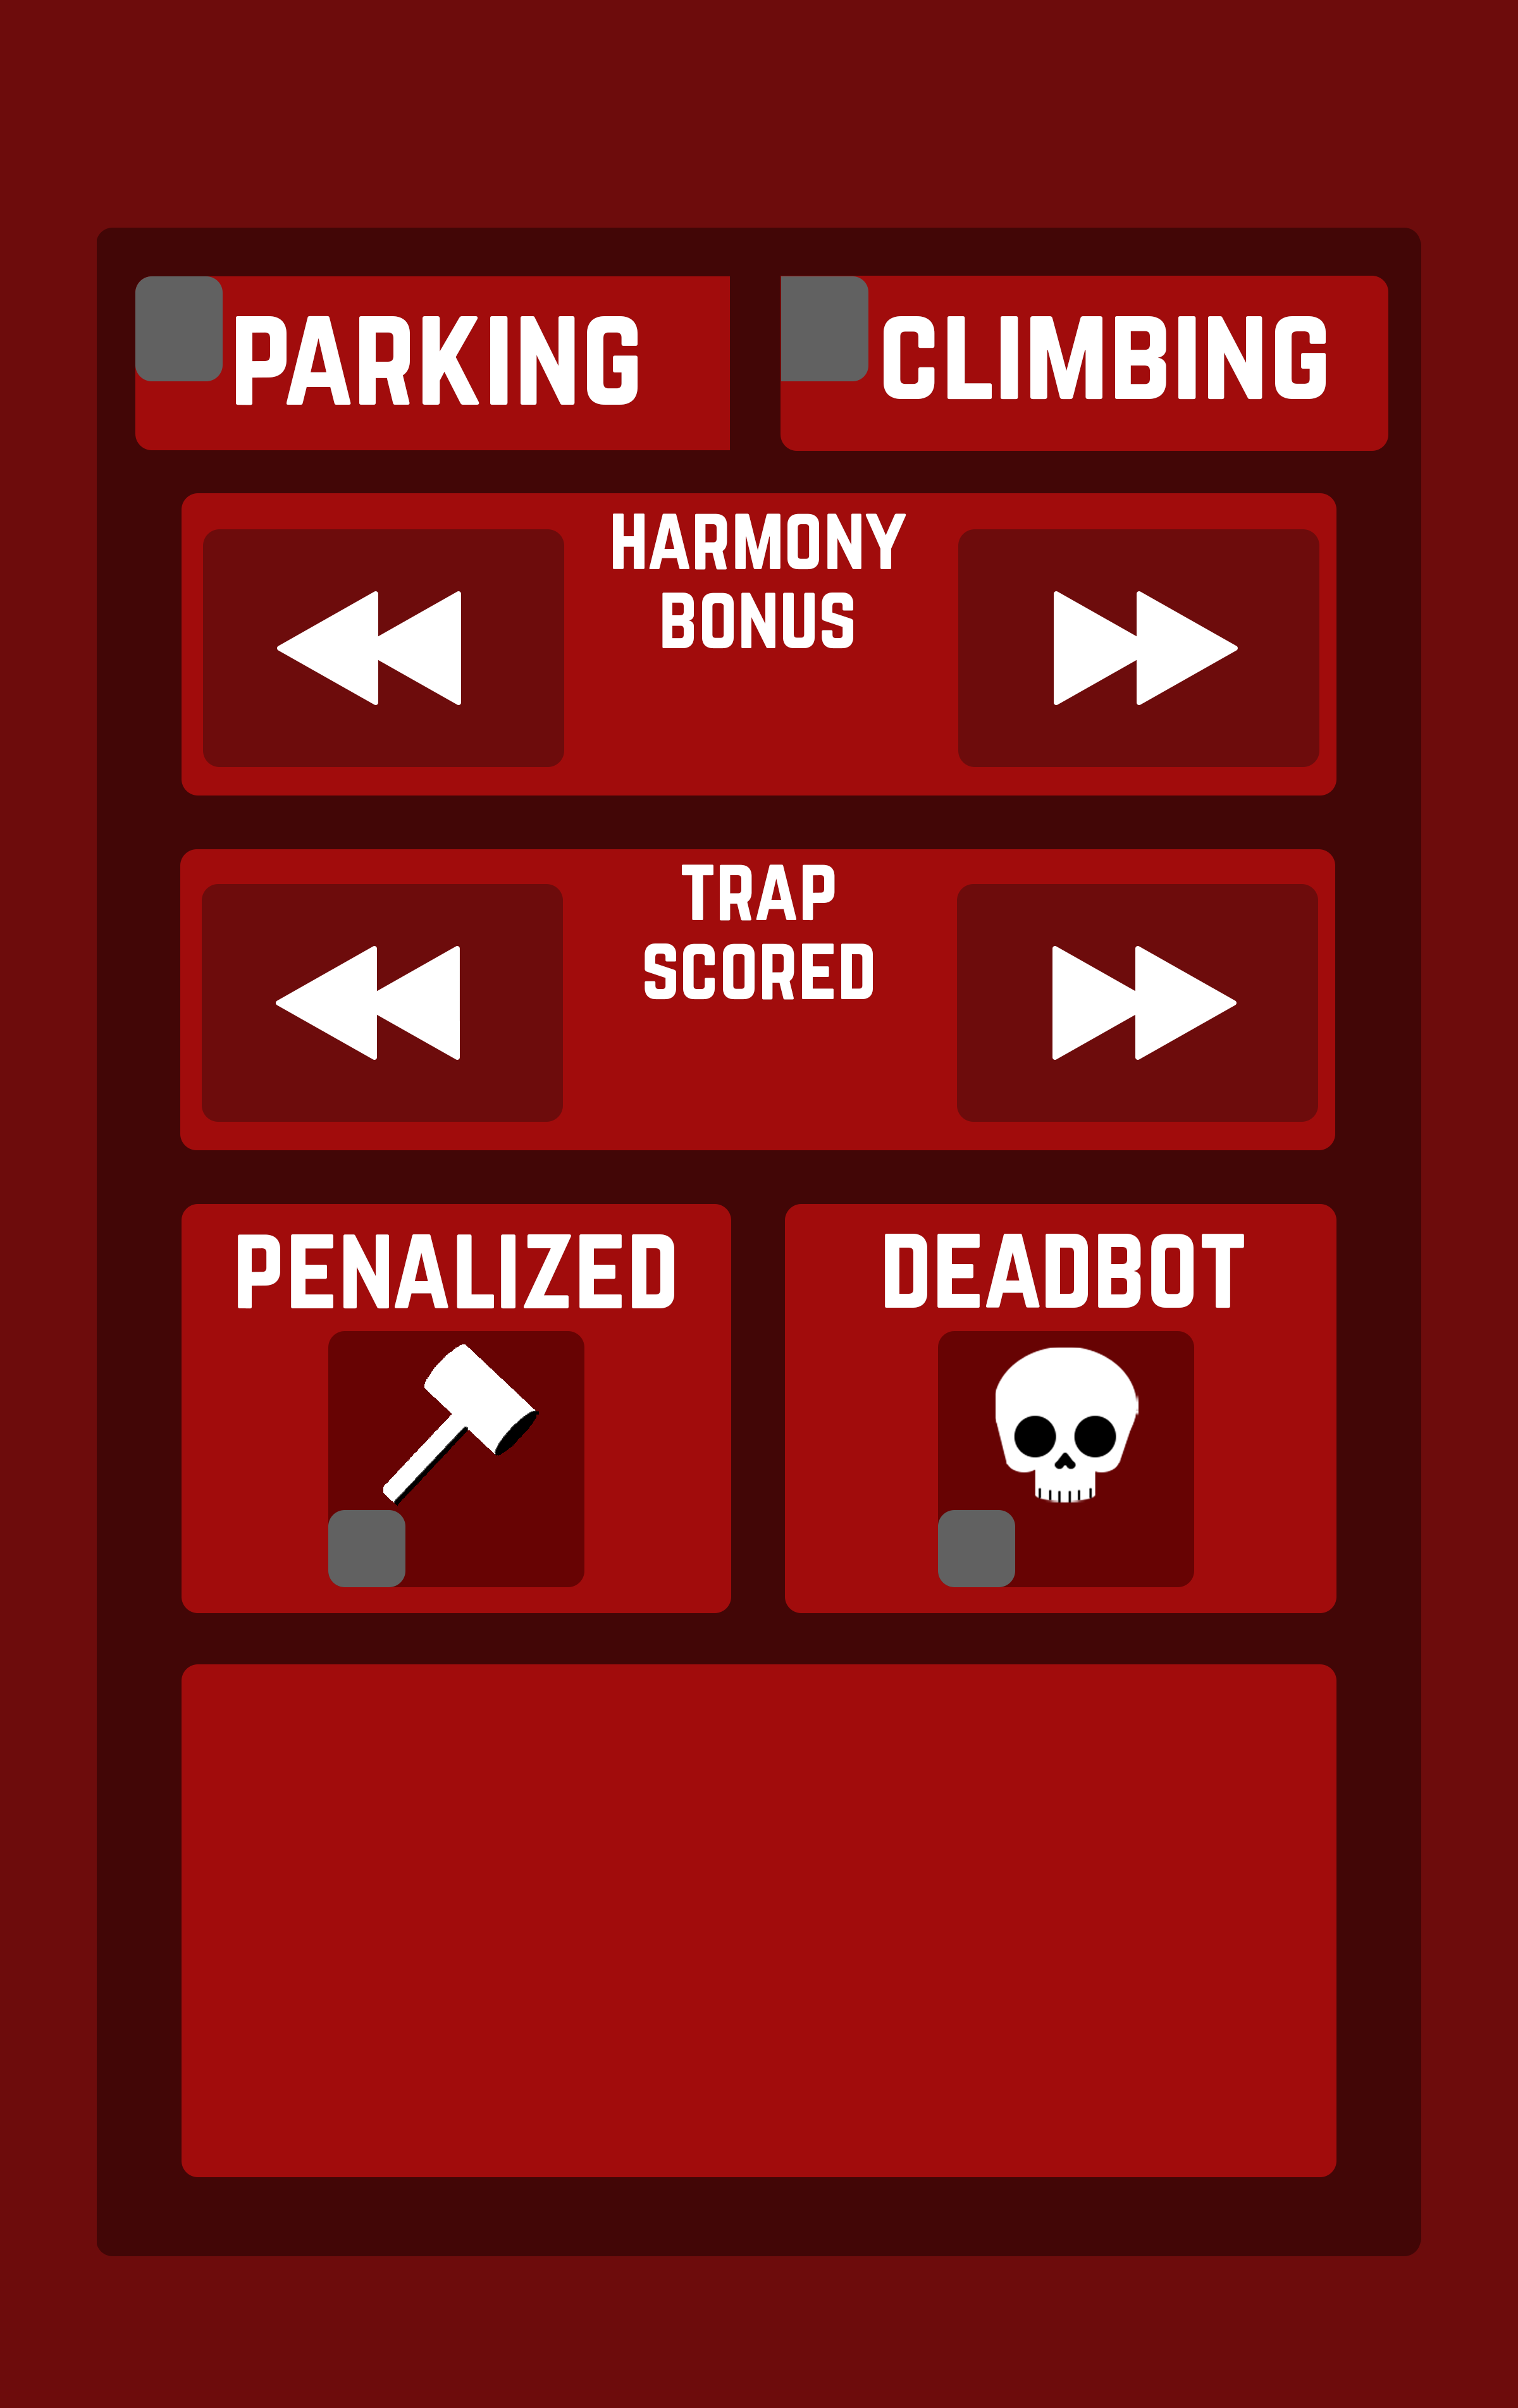 PARKING
CLIMBING
HARMONY
BONUS
TRAP
SCORED
PENALIZED
DEADBOT